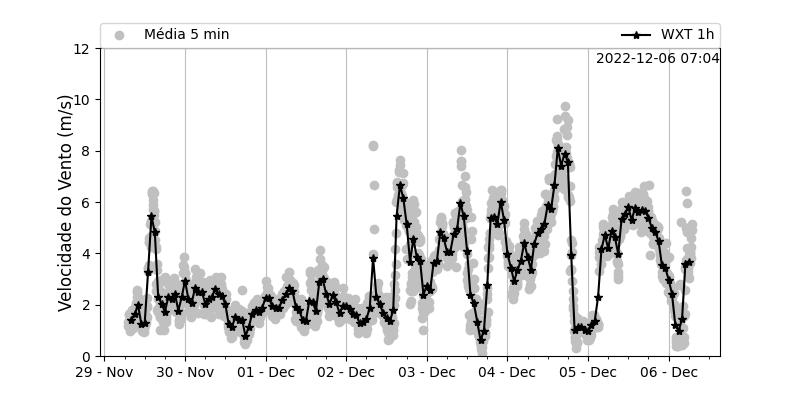 Média 5 min
WXT 1h
2022-12-06 07:04
Velocidade do Vento (m/s)
12
10
8
6
4
2
0
29 - Nov 30 - Nov 01 - Dec 02 - Dec 03 - Dec 04 - Dec 05 - Dec 06 - Dec